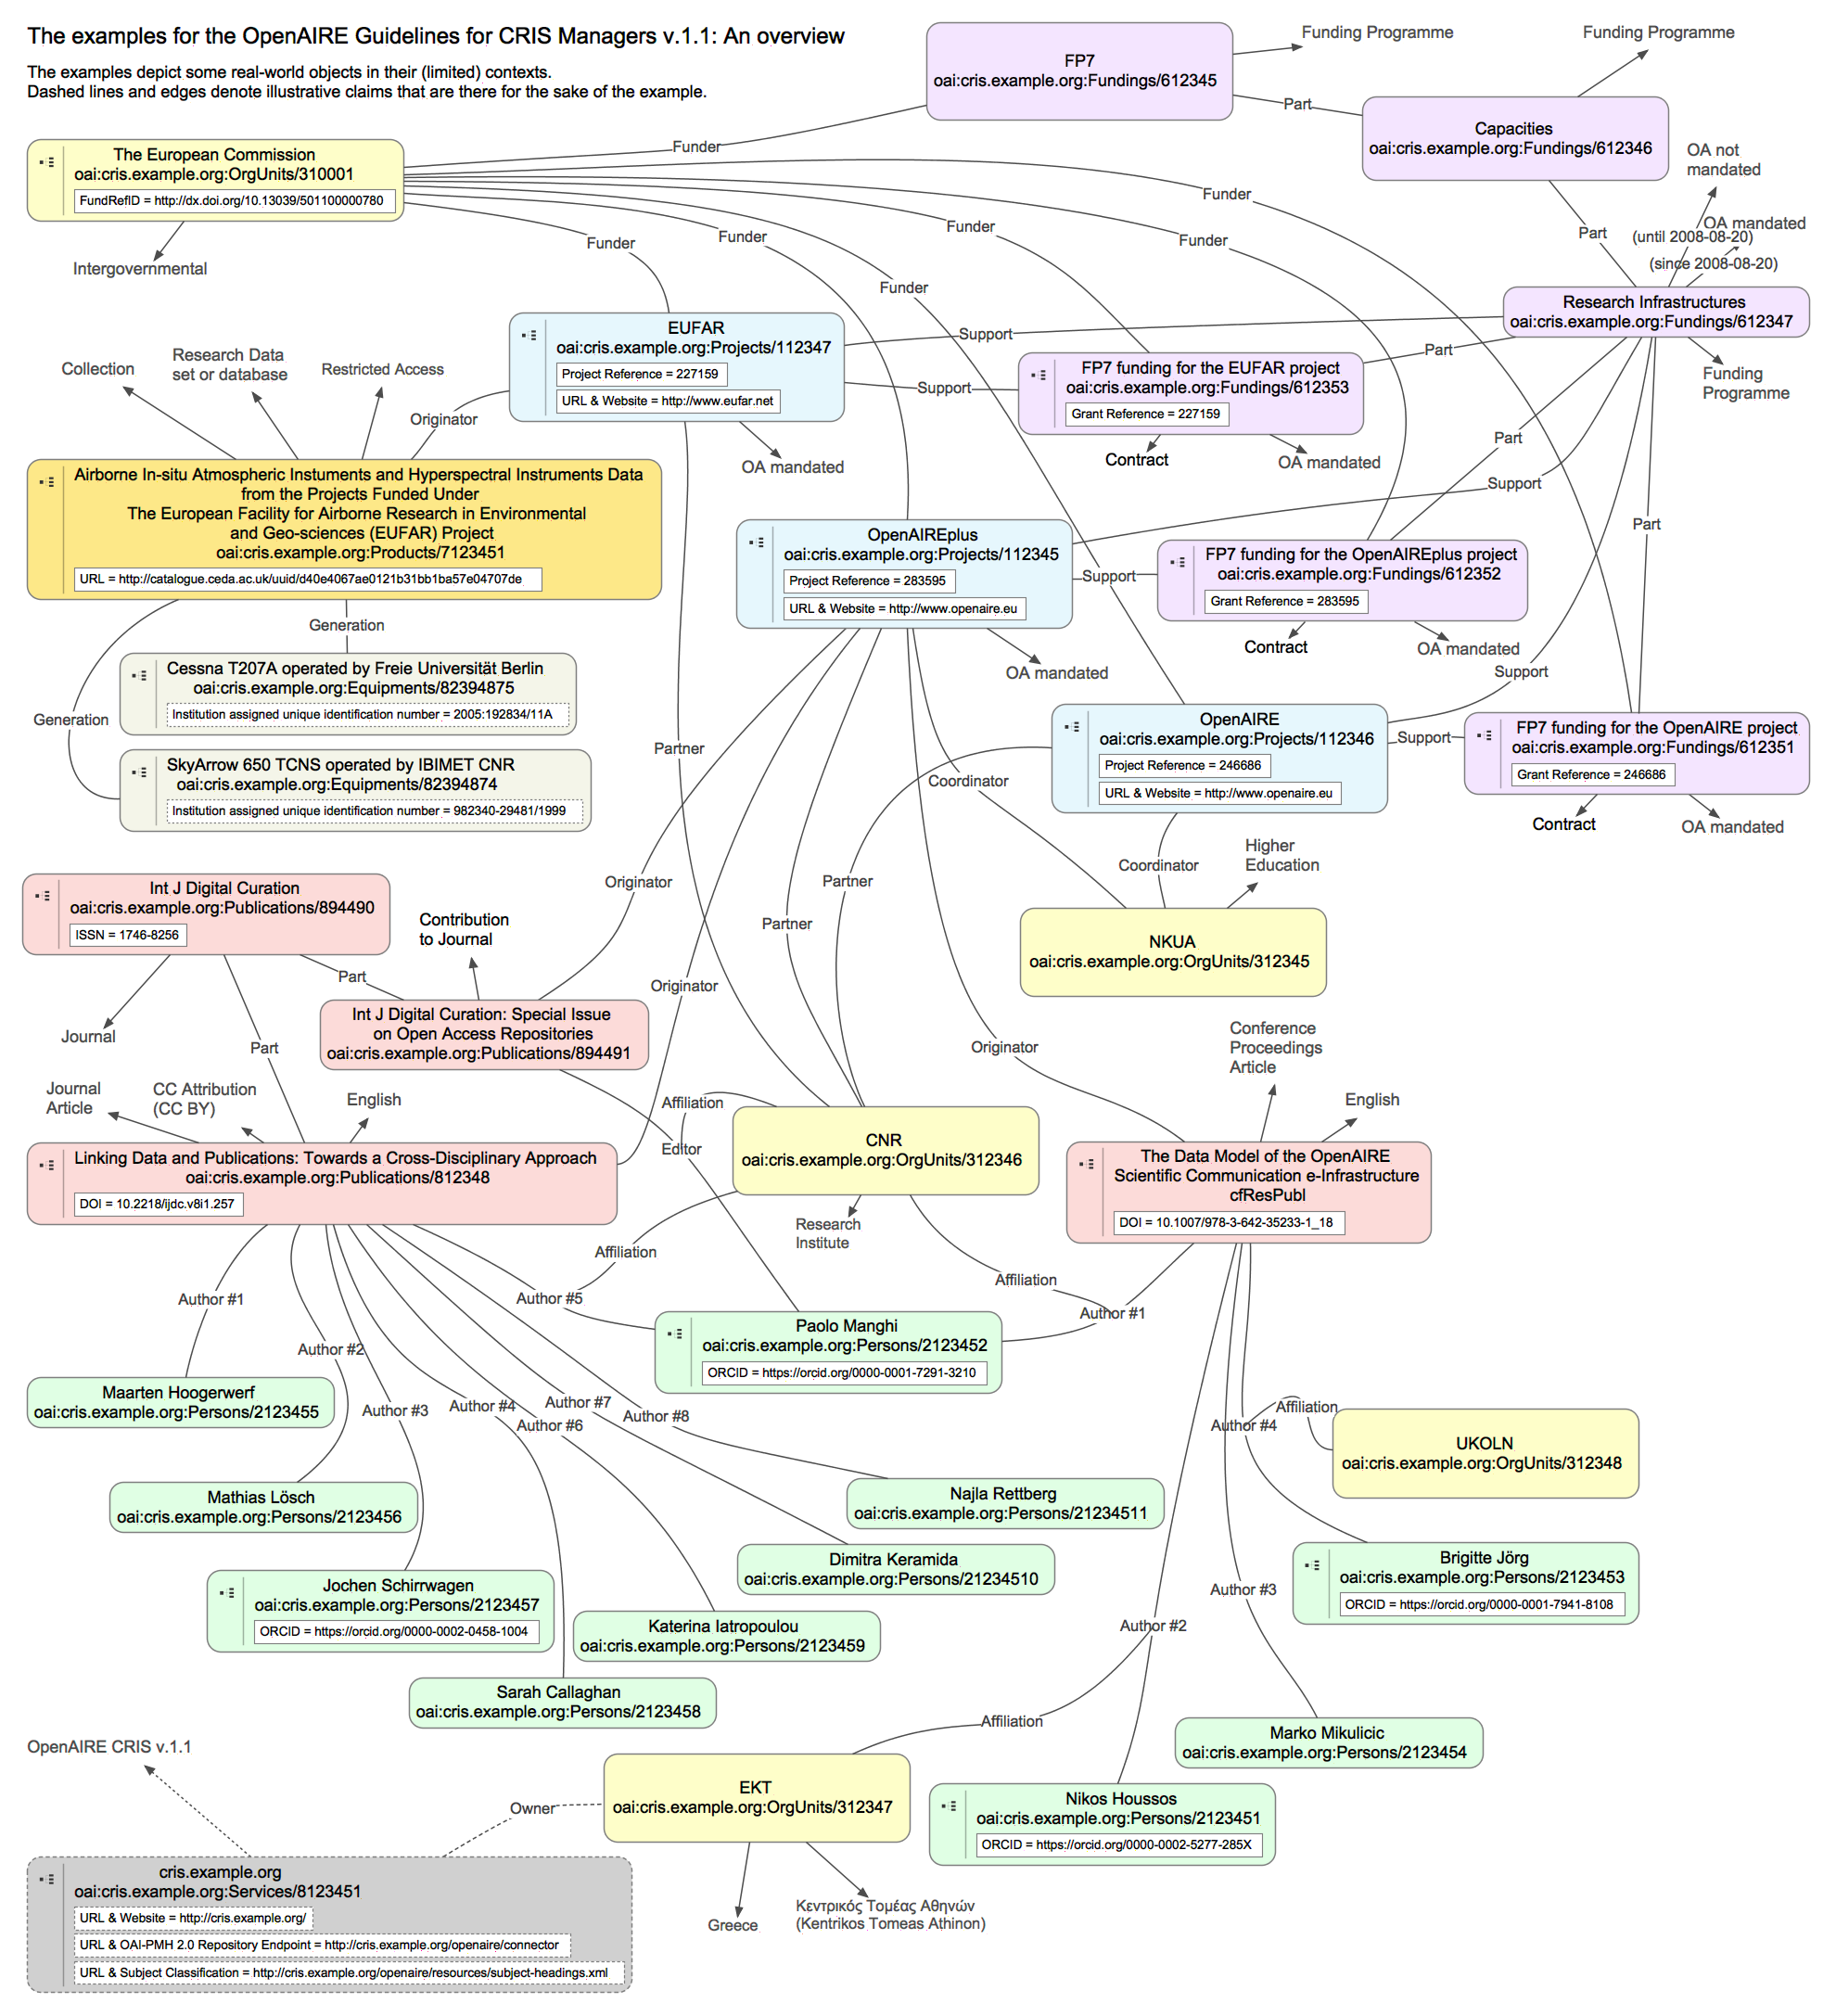 The examples for the OpenAIRE Guidelines for CRIS Managers v.1.1: An overview
The examples depict some real-world objects in their (limited) contexts.
Dashed lines and edges denote illustrative claims that are there for the sake of the example.
FP7
oai:cris.example.org:Fundings/612345
Funding Programme
Funding Programme
Part
Capacities
oai:cris.example.org:Fundings/612346
Funder
The European Commission
oai:cris.example.org:OrgUnits/310001
FundRefID = http://dx.doi.org/10.13039/501100000780
Intergovernmental
OA not
mandated
Funder
Funder
Funder
Funder
Funder
Funder
Part
OA mandated
(until 2008-08-20)
(since 2008-08-20)
Research Infrastructures
oai:cris.example.org:Fundings/612347
Funding
Programme
EUFAR
oai:cris.example.org:Projects/112347
Project Reference = 227159
URL & Website = http://www.eufar.net
Support
Support
Part
FP7 funding for the EUFAR project
oai:cris.example.org:Fundings/612353
Grant Reference = 227159
Contract
OA mandated
OA mandated
Collection
Research Data
set or database
Restricted Access
Originator
Airborne In-situ Atmospheric Instuments and Hyperspectral Instruments Data
from the Projects Funded Under
The European Facility for Airborne Research in Environmental
and Geo-sciences (EUFAR) Project
oai:cris.example.org:Products/7123451
URL = http://catalogue.ceda.ac.uk/uuid/d40e4067ae0121b31bb1ba57e04707de
Part
Support
Part
OpenAIREplus
oai:cris.example.org:Projects/112345
Project Reference = 283595
URL & Website = http://www.openaire.eu
Support
FP7 funding for the OpenAIREplus project
oai:cris.example.org:Fundings/612352
Grant Reference = 283595
Contract
OA mandated
OA mandated
Support
Generation
Cessna T207A operated by Freie Universität Berlin
oai:cris.example.org:Equipments/82394875
Institution assigned unique identification number = 2005:192834/11A
Generation
SkyArrow 650 TCNS operated by IBIMET CNR
oai:cris.example.org:Equipments/82394874
Institution assigned unique identification number = 982340-29481/1999
Partner
Coordinator
OpenAIRE
oai:cris.example.org:Projects/112346
Project Reference = 246686
URL & Website = http://www.openaire.eu
Support
FP7 funding for the OpenAIRE project
oai:cris.example.org:Fundings/612351
Grant Reference = 246686
Contract
OA mandated
Coordinator
Higher
Education
Originator
Partner
Partner
NKUA
oai:cris.example.org:OrgUnits/312345
Int J Digital Curation
oai:cris.example.org:Publications/894490
ISSN = 1746-8256
Contribution
to Journal
Part
Originator
Journal
Part
Int J Digital Curation: Special Issue
on Open Access Repositories
oai:cris.example.org:Publications/894491
Originator
Conference
Proceedings
Article
English
Journal
Article
CC Attribution
(CC BY)
English
Affiliation
Editor
CNR
oai:cris.example.org:OrgUnits/312346
Research
Institute
Linking Data and Publications: Towards a Cross-Disciplinary Approach
oai:cris.example.org:Publications/812348
DOI = 10.2218/ijdc.v8i1.257
The Data Model of the OpenAIRE
Scientific Communication e-Infrastructure
cfResPubl
DOI = 10.1007/978-3-642-35233-1_18
Affiliation
Affiliation
Author #1
Author #5
Author #1
Paolo Manghi
oai:cris.example.org:Persons/2123452
ORCID = https://orcid.org/0000-0001-7291-3210
Author #2
Maarten Hoogerwerf
oai:cris.example.org:Persons/2123455
Author #3
Author #4
Author #7
Author #6
Author #8
Affiliation
Author #4
UKOLN
oai:cris.example.org:OrgUnits/312348
Mathias Lösch
oai:cris.example.org:Persons/2123456
Najla Rettberg
oai:cris.example.org:Persons/21234511
Dimitra Keramida
oai:cris.example.org:Persons/21234510
Brigitte Jörg
oai:cris.example.org:Persons/2123453
ORCID = https://orcid.org/0000-0001-7941-8108
Author #3
Jochen Schirrwagen
oai:cris.example.org:Persons/2123457
ORCID = https://orcid.org/0000-0002-0458-1004
Katerina Iatropoulou
oai:cris.example.org:Persons/2123459
Author #2
Sarah Callaghan
oai:cris.example.org:Persons/2123458
Affiliation
Marko Mikulicic
oai:cris.example.org:Persons/2123454
OpenAIRE CRIS v.1.1
Owner
EKT
oai:cris.example.org:OrgUnits/312347
Nikos Houssos
oai:cris.example.org:Persons/2123451
ORCID = https://orcid.org/0000-0002-5277-285X
Greece
Κεντρικός Τομέας Αθηνών
(Kentrikos Tomeas Athinon)
cris.example.org
oai:cris.example.org:Services/8123451
URL & Website = http://cris.example.org/
URL & OAI-PMH 2.0 Repository Endpoint = http://cris.example.org/openaire/connector
URL & Subject Classification = http://cris.example.org/openaire/resources/subject-headings.xml